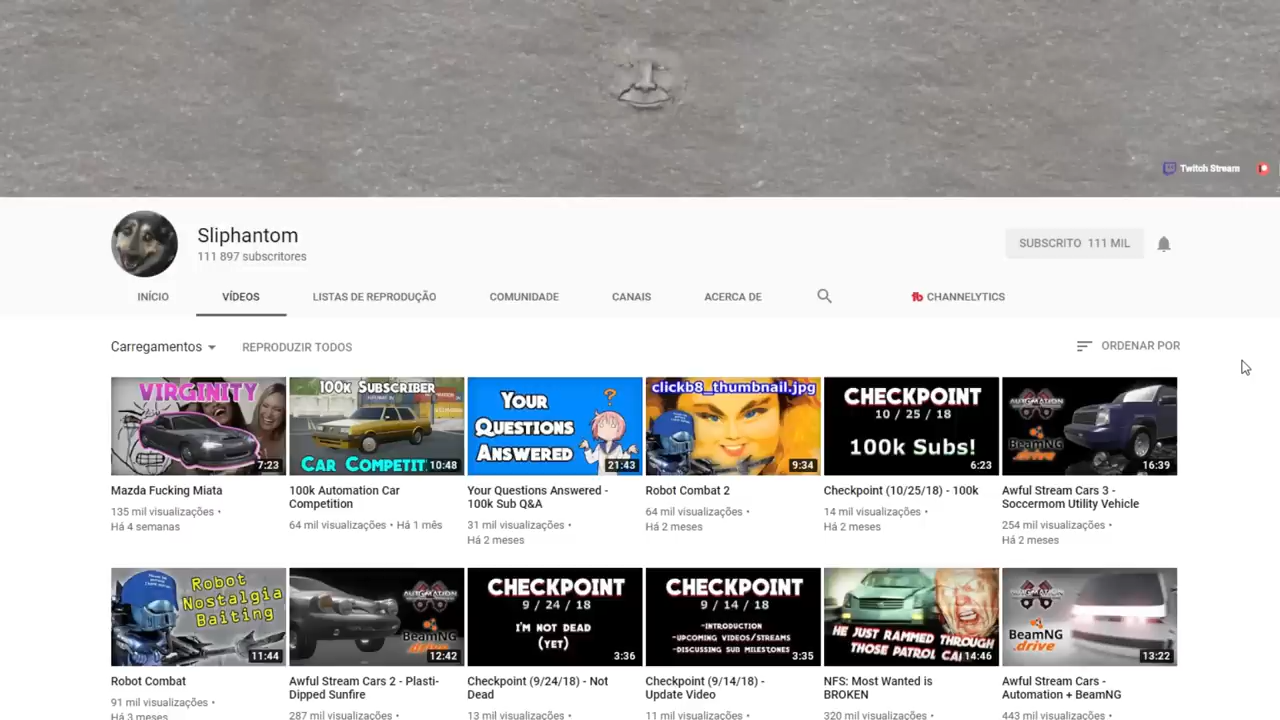 Twitch Stream
Sliphantom
111 897 subscritores
SUBSCRITO 111 MIL
INÍCIO
VÍDEOS
LISTAS DE REPRODUÇÃO
COMUNIDADE
CANAIS
ACERCA DE
CHANNELYTICS
Carregamentos
REPRODUZIR TODOS
ORDENAR POR
VIRGINITY
7:23
Mazda Fucking Miata
135 mil visualizações •
Há 4 semanas
100K SUBSCRIBER
CAR COMPETIT
10:48
100k Automation Car
Competition
64 mil visualizações • Há 1 mês
YOUR
QUESTIONS
ANSWERED
?
21:43
Your Questions Answered -
100k Sub Q&A
31 mil visualizações •
Há 2 meses
clickb8_thumbnail.jpg
9:34
Robot Combat 2
64 mil visualizações •
Há 2 meses
CHECKPOINT
10 / 25 / 18
100k Subs!
6:23
Checkpoint (10/25/18) - 100k
14 mil visualizações •
Há 2 meses
AUTOMATION
BeamNG
.drive
16:39
Awful Stream Cars 3 -
Soccermom Utility Vehicle
254 mil visualizações •
Há 2 meses
Robot
Nostalgia
Baiting
11:44
Robot Combat
91 mil visualizações •
Há 3 meses
AUTOMATION
BeamNG
.drive
12:42
Awful Stream Cars 2 - Plasti-
Dipped Sunfire
287 mil visualizações •
CHECKPOINT
9 / 24 / 18
I'M NOT DEAD
(YET)
3:36
Checkpoint (9/24/18) - Not
Dead
13 mil visualizações •
CHECKPOINT
9 / 14 / 18
-INTRODUCTION
-UPCOMING VIDEOS/STREAMS
-DISCUSSING SUB MILESTONES
3:35
Checkpoint (9/14/18) -
Update Video
11 mil visualizações •
HE JUST RAMMED THROUGH
THOSE PATROL CA
14:46
NFS: Most Wanted is
BROKEN
320 mil visualizações •
AUTOMATION
BeamNG
.drive
13:22
Awful Stream Cars -
Automation + BeamNG
443 mil visualizações •